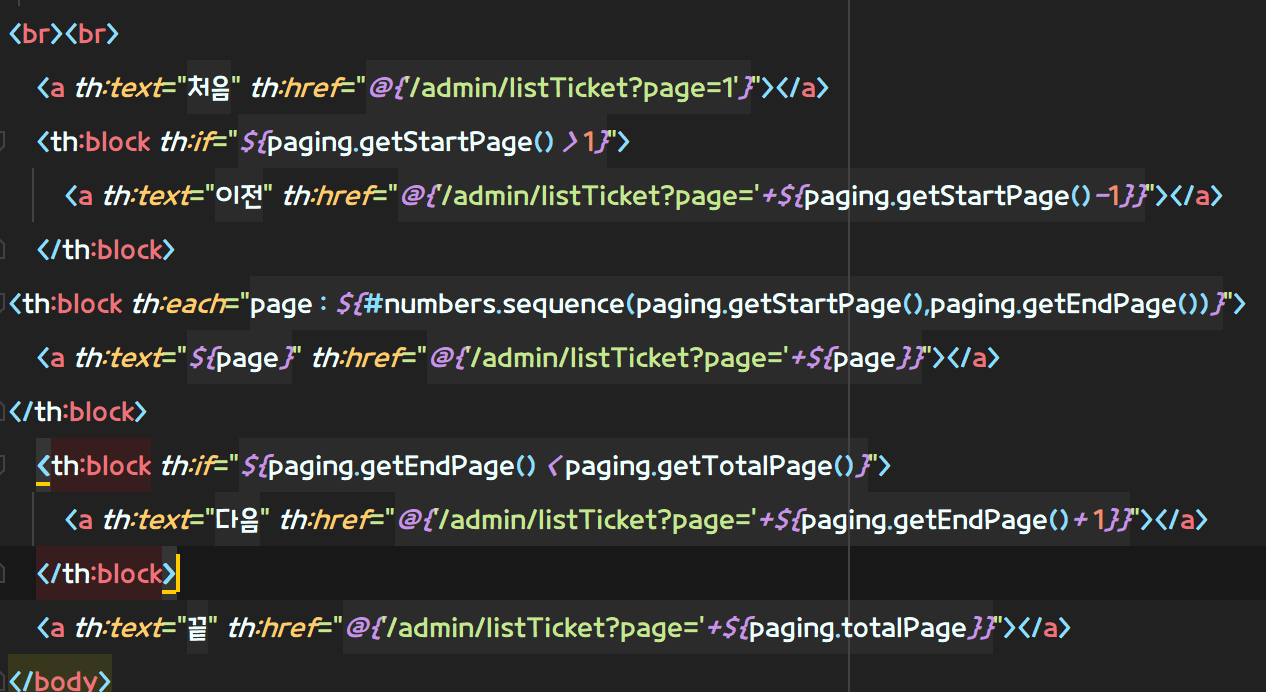 <br><br>
<a th:text="처음" th:href="@{'/admin/listTicket?page=1'}"></a>
<th:block th:if="${paging.getStartPage() > 1}">
<a th:text="이전" th:href="@{'/admin/listTicket?page='+${paging.getStartPage()-1}}"></a>
</th:block>
<th:block th:each="page : ${#numbers.sequence(paging.getStartPage(),paging.getEndPage())}">
<a th:text="${page}" th:href="@{'/admin/listTicket?page='+${page}}"></a>
</th:block>
<th:block th:if="${paging.getEndPage() < paging.getTotalPage()}">
<a th:text="다음" th:href="@{'/admin/listTicket?page='+${paging.getEndPage()+1}}"></a>
</th:block>
<a th:text="끝" th:href="@{'/admin/listTicket?page='+${paging.totalPage}}"></a>
</body>